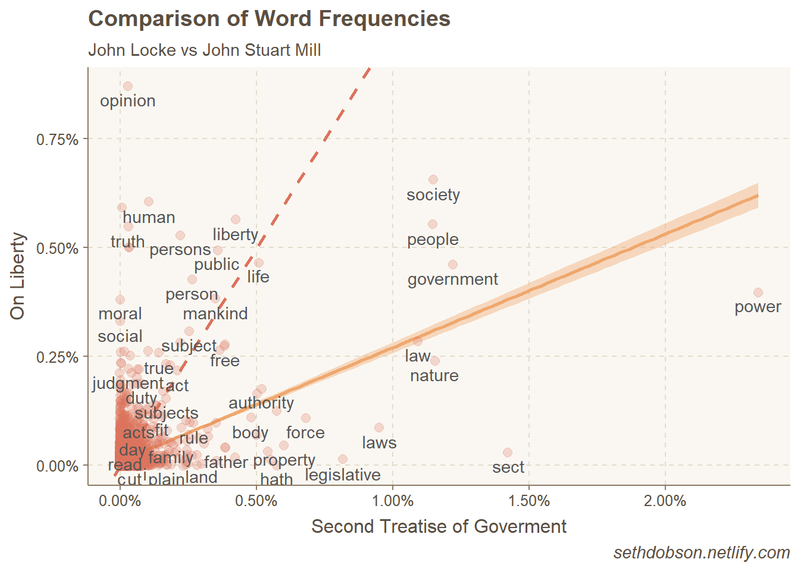 Comparison of Word Frequencies
John Locke vs John Stuart Mill
opinion
0.75%
society
human
liberty
truth
persons
people
0.50%
public
life
government
person
moral
mankind
power
social
subject
0.25%
free
law
true
nature
judgment
act
duty
authority
subjects
acts
fit
rule
body
force
laws
day
family
father
property
sect
0.00%
read
legislative
cut
plain
land
hath
0.00%
0.50%
1.00%
1.50%
2.00%
On Liberty
Second Treatise of Goverment
sethdobson.netlify.com